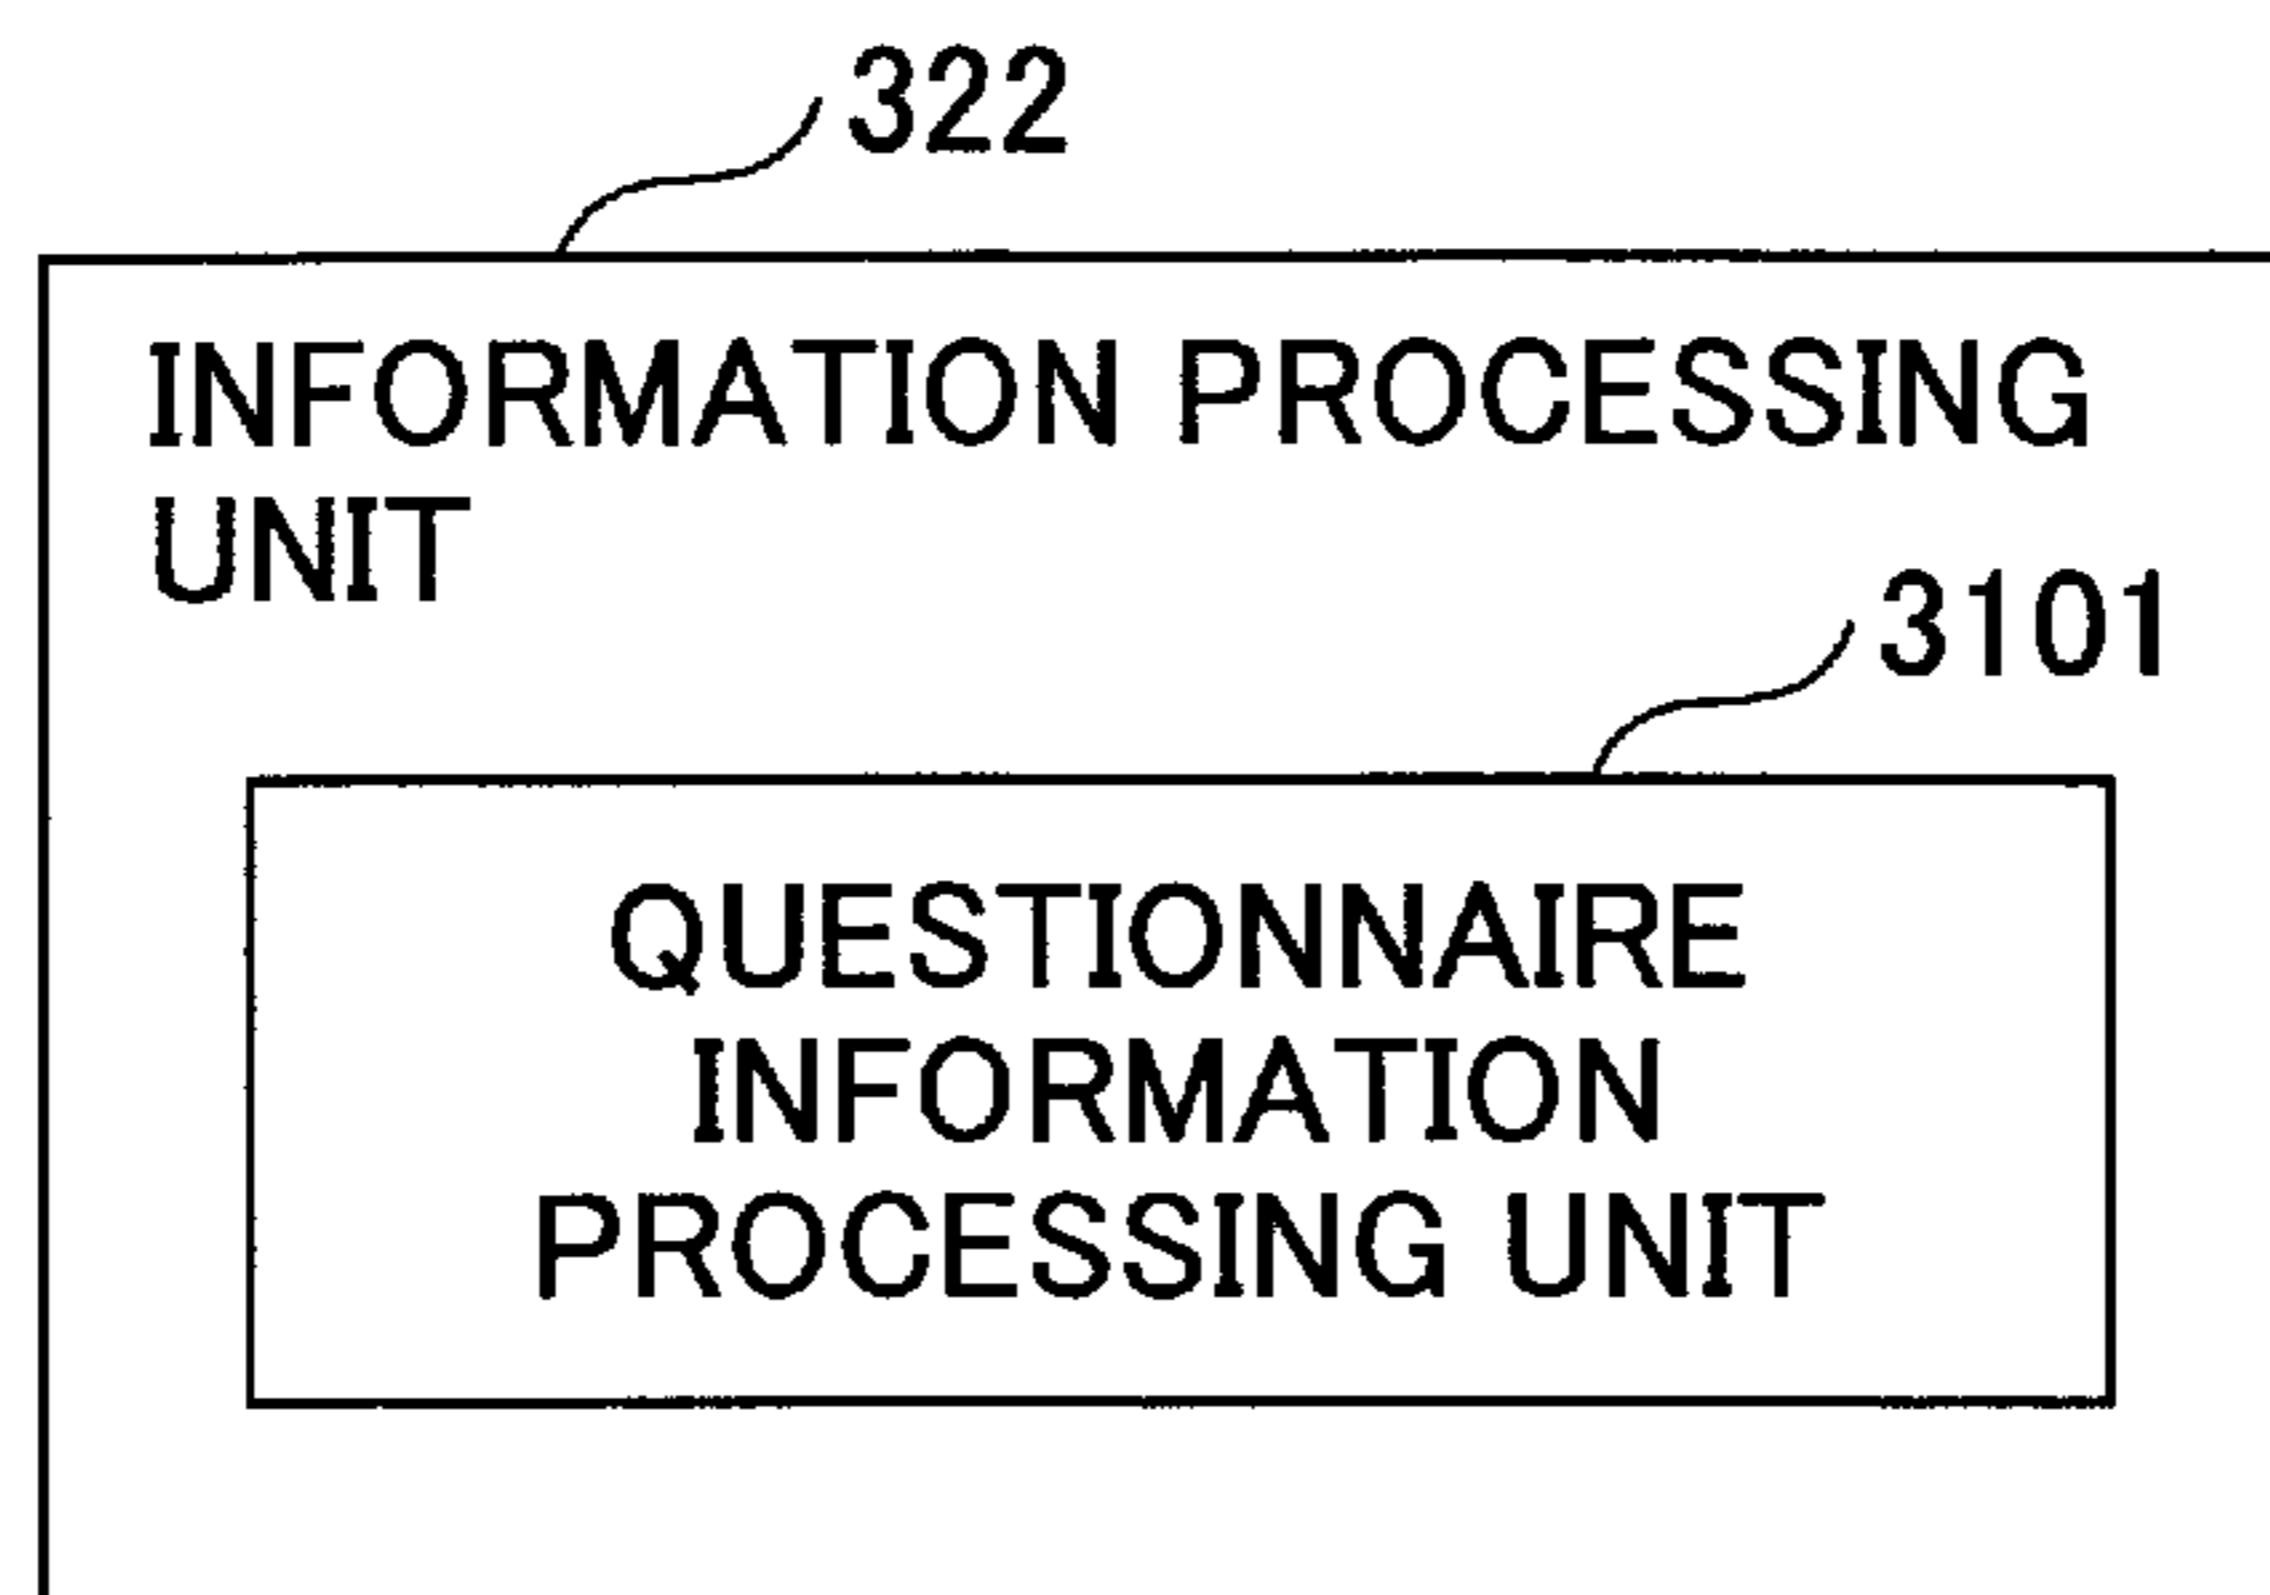 322
INFORMATION PROCESSING
UNIT
3101
QUESTIONNAIRE
INFORMATION
PROCESSING UNIT